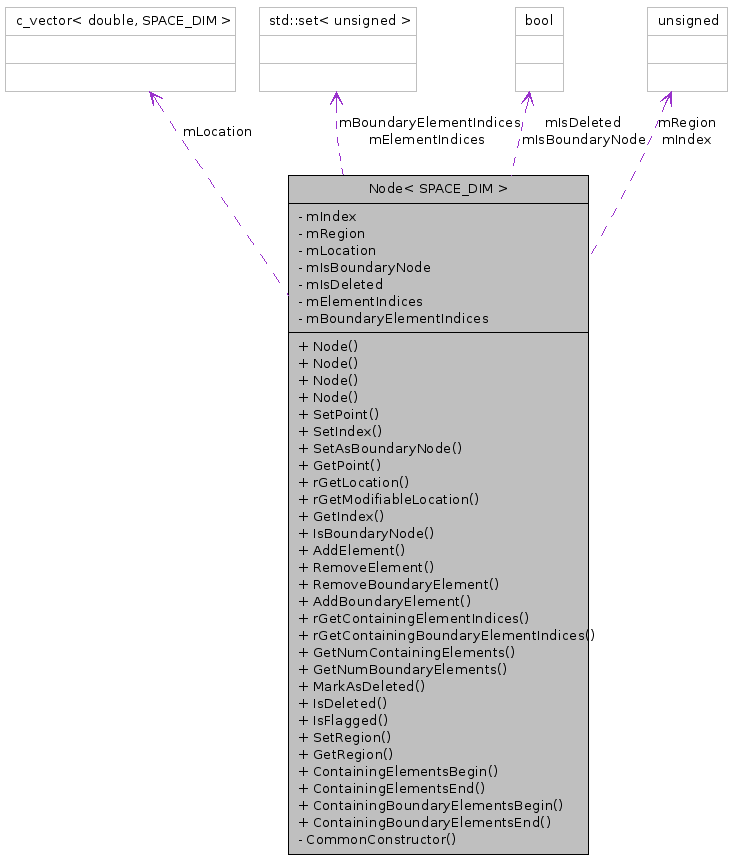 c_vector< double, SPACE_DIM >
std::set< unsigned >
bool
unsigned
mLocation
mBoundaryElementIndices
mElementIndices
mIsDeleted
mIsBoundaryNode
mRegion
mIndex
Node< SPACE_DIM >
- mIndex
- mRegion
- mLocation
- mIsBoundaryNode
- mIsDeleted
- mElementIndices
- mBoundaryElementIndices
+ Node()
+ Node()
+ Node()
+ Node()
+ SetPoint()
+ SetIndex()
+ SetAsBoundaryNode()
+ GetPoint()
+ rGetLocation()
+ rGetModifiableLocation()
+ GetIndex()
+ IsBoundaryNode()
+ AddElement()
+ RemoveElement()
+ RemoveBoundaryElement()
+ AddBoundaryElement()
+ rGetContainingElementIndices()
+ rGetContainingBoundaryElementIndices()
+ GetNumContainingElements()
+ GetNumBoundaryElements()
+ MarkAsDeleted()
+ IsDeleted()
+ IsFlagged()
+ SetRegion()
+ GetRegion()
+ ContainingElementsBegin()
+ ContainingElementsEnd()
+ ContainingBoundaryElementsBegin()
+ ContainingBoundaryElementsEnd()
- CommonConstructor()